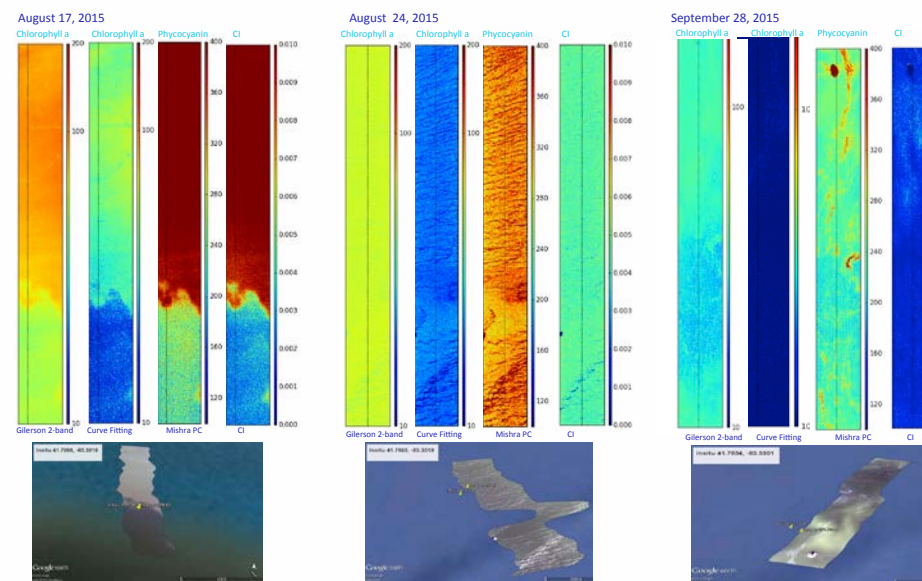 August 17, 2015
Chlorophyll a
Chlorophyll a
Phycocyanin
CI
200
100
10
200
100
10
400
360
320
280
240
200
160
120
0.010
0.009
0.008
0.007
0.006
0.005
0.004
0.003
0.002
0.001
0.000
Gilerson 2-band
Curve Fitting
Mishra PC
CI
Google earth
August 24, 2015
Chlorophyll a
Chlorophyll a
Phycocyanin
CI
200
100
10
200
100
10
400
360
320
280
240
200
160
120
0.010
0.009
0.008
0.007
0.006
0.005
0.004
0.003
0.002
0.001
0.000
Gilerson 2-band
Curve Fitting
Mishra PC
CI
Google earth
September 28, 2015
Chlorophyll a
Chlorophyll a
Phycocyanin
CI
100
10
1C
1C
400
360
320
280
240
200
160
120
Gilerson 2-band
Curve Fitting
Mishra PC
CI
Google earth